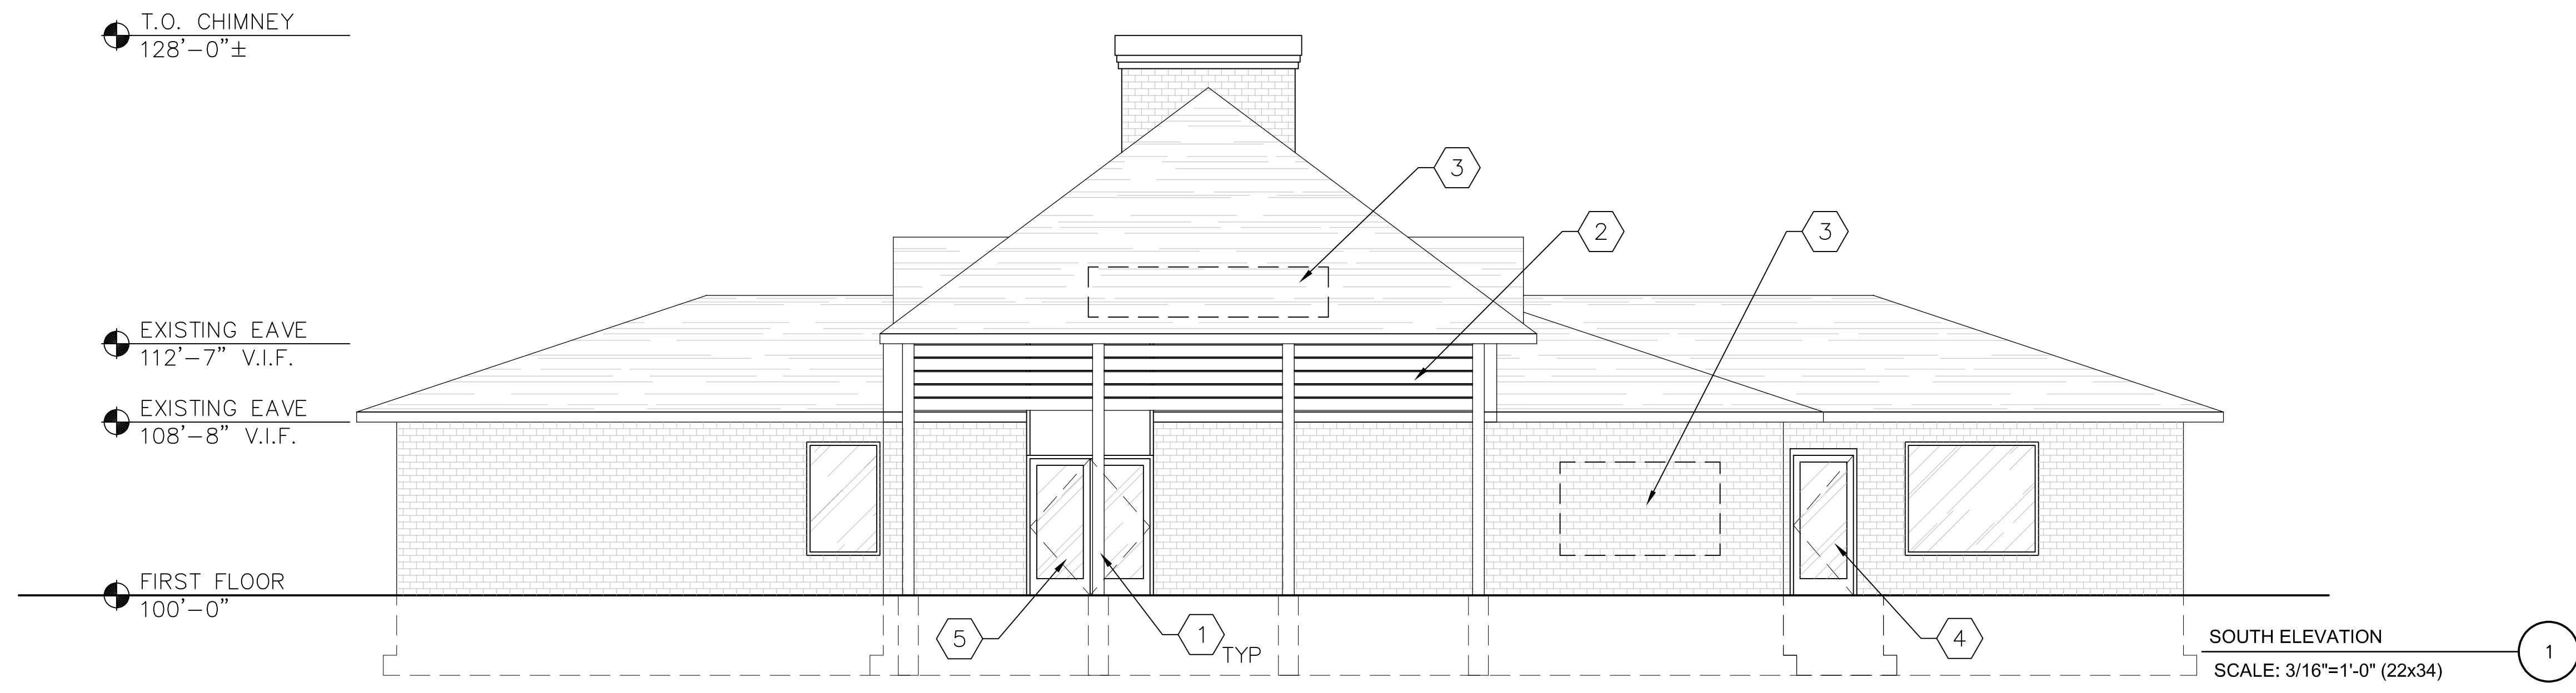 T.O. CHIMNEY
128'-0"±
3
2
3
EXISTING EAVE
112'-7" V.I.F.
EXISTING EAVE
108'-8" V.I.F.
FIRST FLOOR
100'-0"
5
1
TYP
4
SOUTH ELEVATION
1
SCALE: 3/16"=1'-0" (22x34)